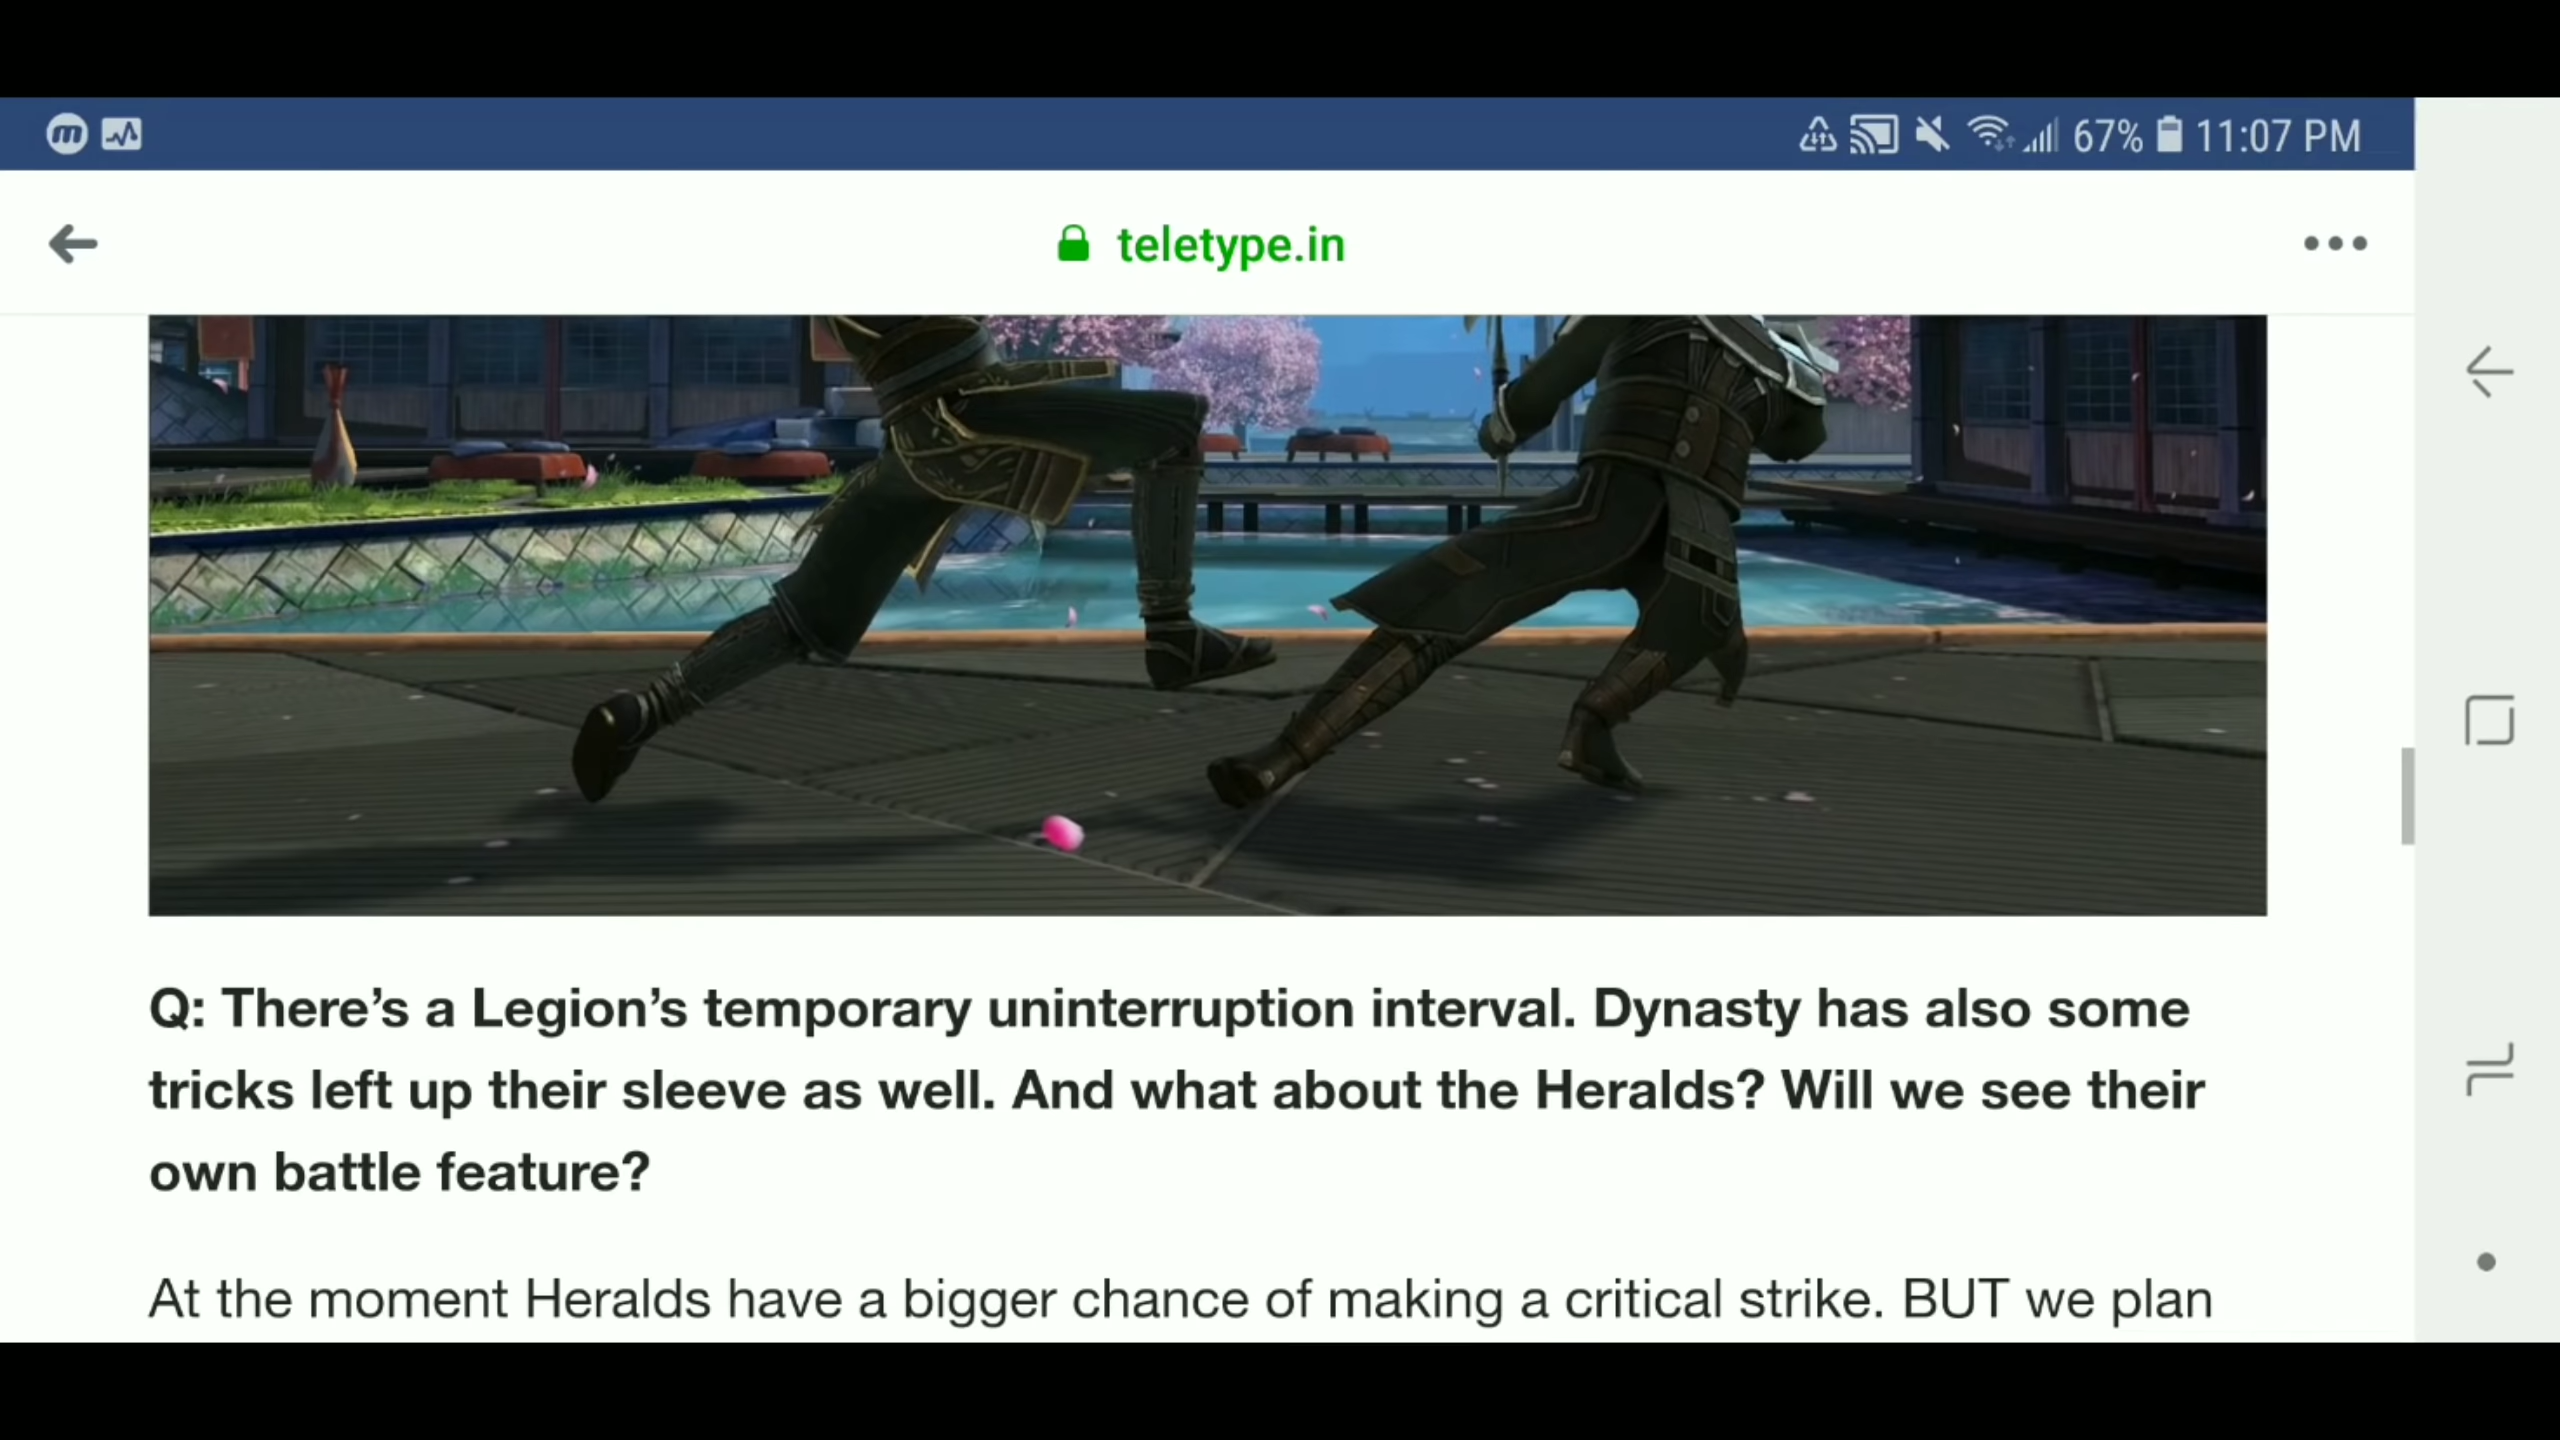 m
67% 11:07 PM
teletype.in
Q: There's a Legion's temporary uninterruption interval. Dynasty has also some
tricks left up their sleeve as well. And what about the Heralds? Will we see their
own battle feature?
At the moment Heralds have a bigger chance of making a critical strike. BUT we plan